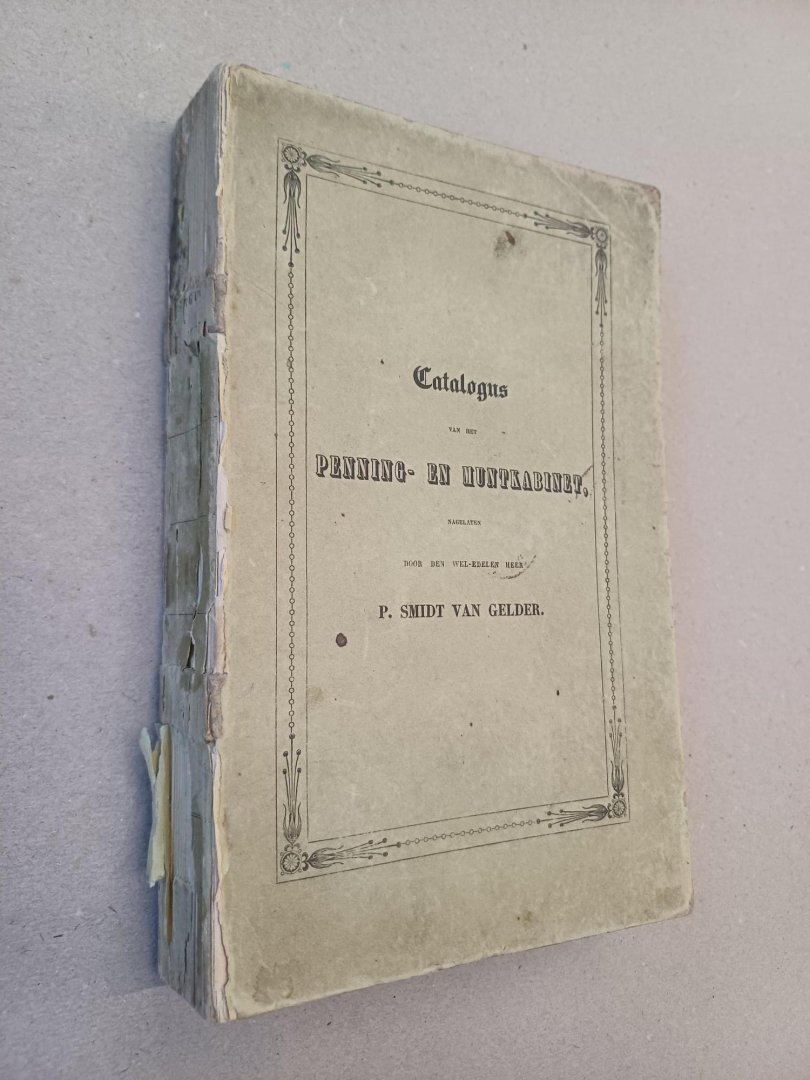 Catalogus
VAN HET
PENNING- EN MUNTKABINET,
NAGELATEN
DOOR DEN WEL-EDELEN HEER
P. SMIDT VAN GELDER.